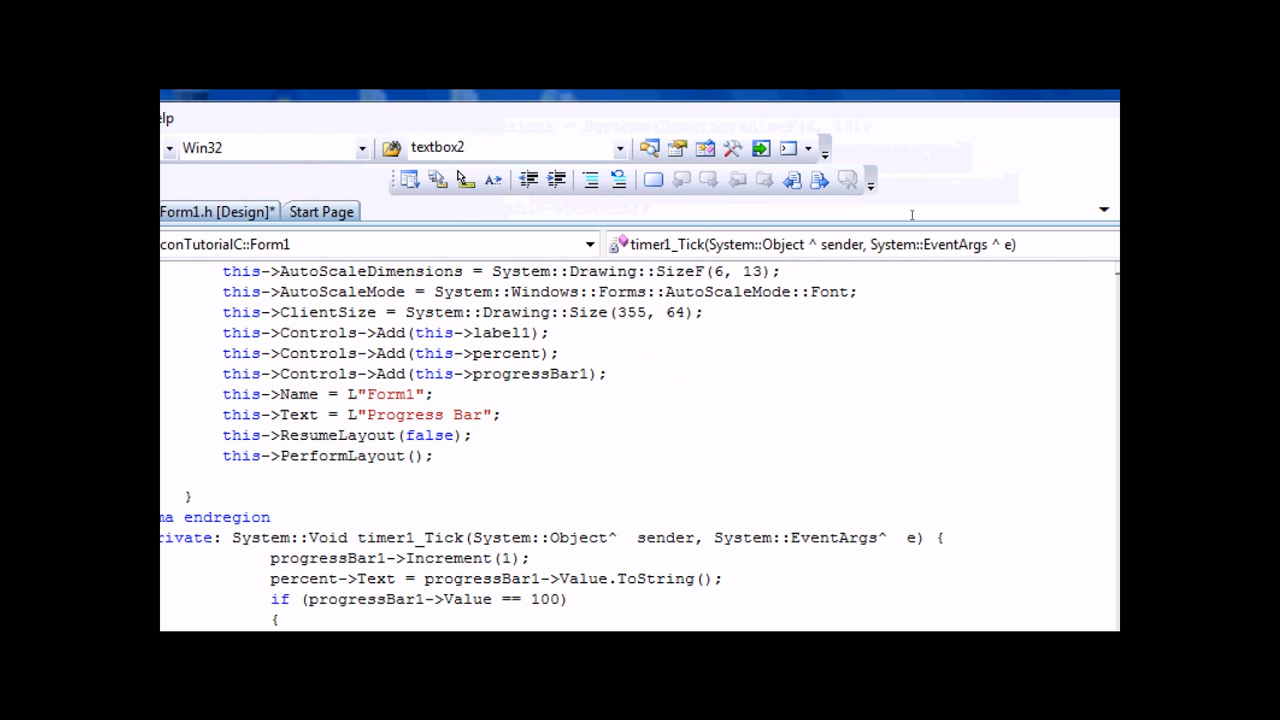 elp
Win32 textbox2
Form1.h [Design]* Start Page
conTutorialC::Form1 timer1_Tick(System::Object ^ sender, System::EventArgs ^ e)
this->AutoScaleDimensions = System::Drawing::SizeF(6, 13);
this->AutoScaleMode = System::Windows::Forms::AutoScaleMode::Font;
this->ClientSize = System::Drawing::Size(355, 64);
this->Controls->Add(this->label1);
this->Controls->Add(this->percent);
this->Controls->Add(this->progressBar1);
this->Name = L"Form1";
this->Text = L"Progress Bar";
this->ResumeLayout(false);
this->PerformLayout();
}
ma endregion
rivate: System::Void timer1_Tick(System::Object^  sender, System::EventArgs^  e) {
progressBar1->Increment(1);
percent->Text = progressBar1->Value.ToString();
if (progressBar1->Value == 100)
{